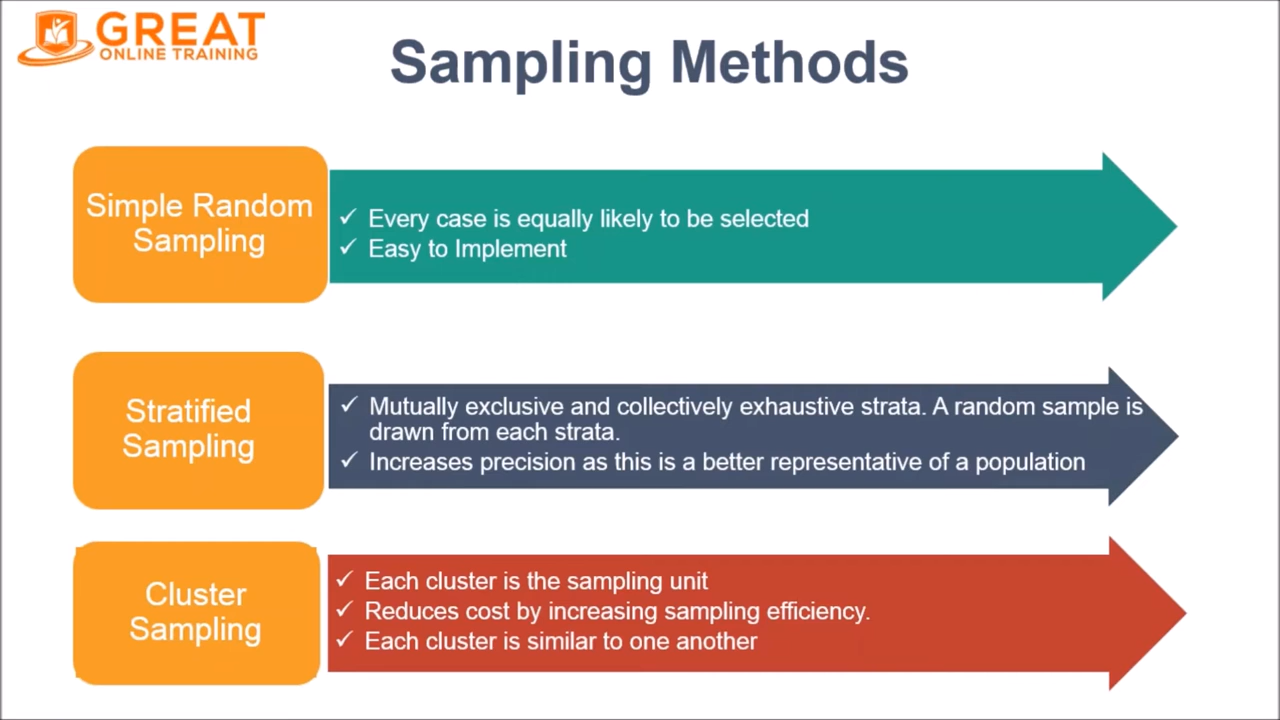 GREAT
ONLINE TRAINING
Sampling Methods
Simple Random
Sampling
✓ Every case is equally likely to be selected
✓ Easy to Implement
Stratified
Sampling
✓ Mutually exclusive and collectively exhaustive strata. A random sample is
drawn from each strata.
✓ Increases precision as this is a better representative of a population
Cluster
Sampling
✓ Each cluster is the sampling unit
✓ Reduces cost by increasing sampling efficiency.
✓ Each cluster is similar to one another